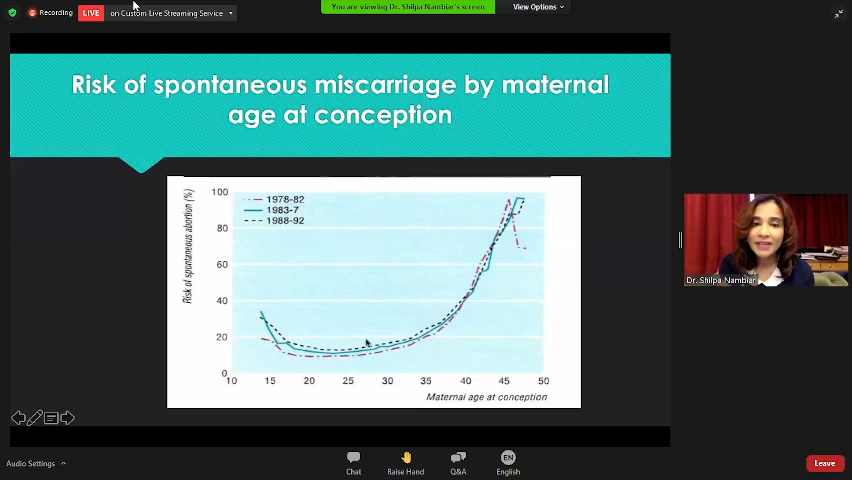 Recording
LIVE
on Custom Live Streaming Service
You are viewing Dr. Shilpa Nambiar's screen
View Options
Risk of spontaneous miscarriage by maternal
age at conception
Risk of spontaneous abortion (%)
100
80
60
40
20
0
1978-82
1983-7
1988-92
10 15 20 25 30 35 40 45 50
Maternal age at conception
Dr. Shilpa Nambiar
Audio Settings
Chat
Raise Hand
Q&A
EN
English
Leave